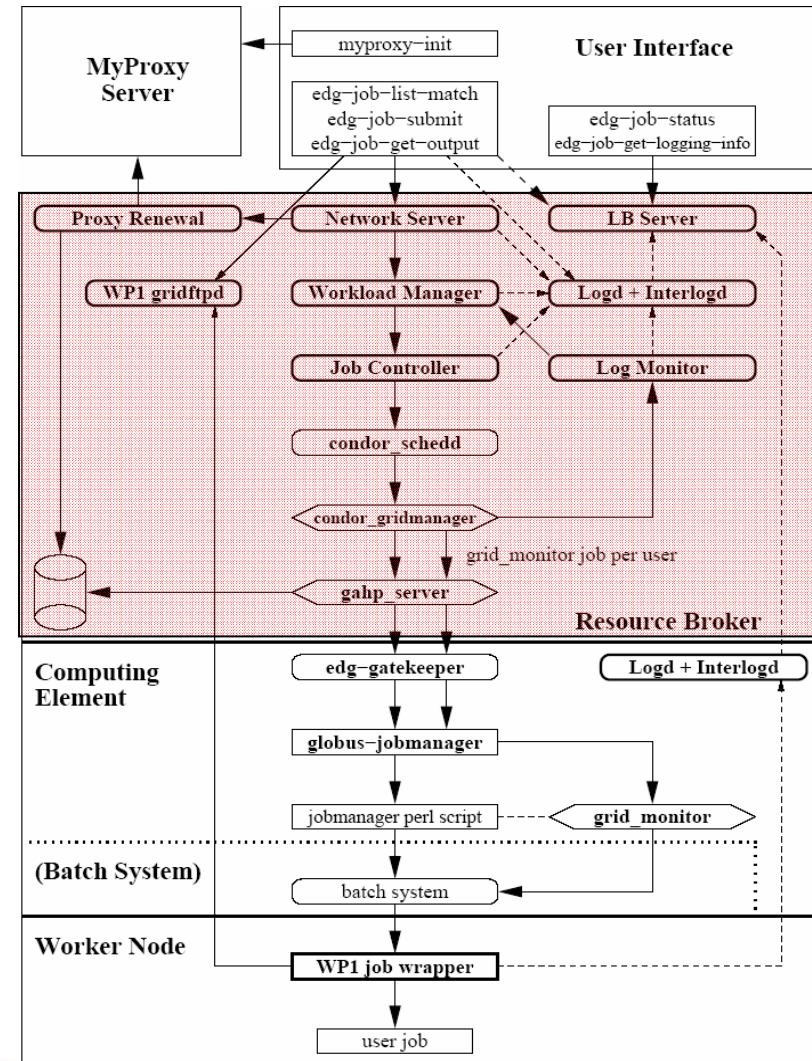 MyProxy
Server
myproxy−init
User Interface
edg−job−list−match
edg−job−submit
edg−job−get−output
edg−job−status
edg−job−get−logging−info
Proxy Renewal
Network Server
LB Server
WP1 gridftpd
Workload Manager
Logd + Interlogd
Job Controller
Log Monitor
condor_schedd
condor_gridmanager
grid_monitor job per user
gahp_server
Resource Broker
Computing
Element
edg−gatekeeper
Logd + Interlogd
globus−jobmanager
jobmanager perl script
grid_monitor
(Batch System)
batch system
Worker Node
WP1 job wrapper
user job